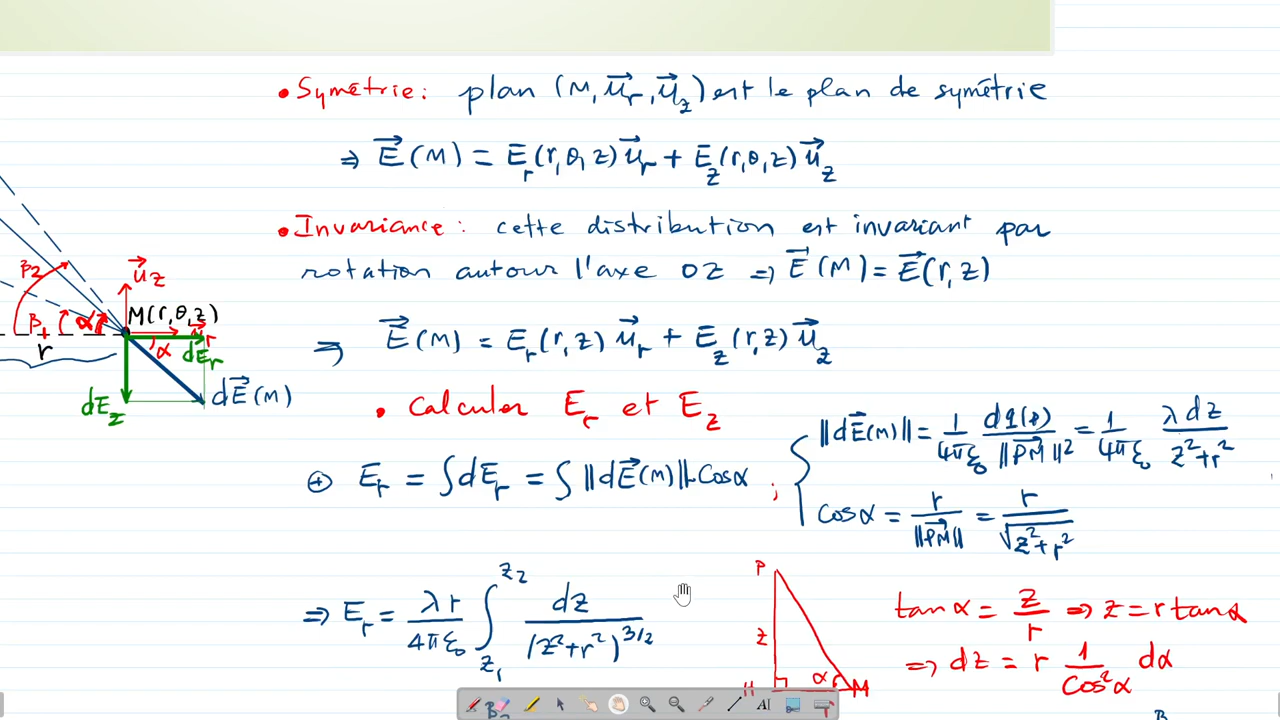 • Symétrie : plan (M, u⃗r, u⃗z) est le plan de symétrie
⇒ E⃗(M) = Er(r,θ,z) u⃗r + Ez(r,θ,z) u⃗z
• Invariance : cette distribution est invariant par
rotation autour l'axe OZ ⇒ E⃗(M) = E⃗(r,z)
⇒ E⃗(M) = Er(r,z) u⃗r + Ez(r,z) u⃗z
• Calculer Er et Ez
⊕ Er = ∫dEr = ∫‖dE⃗(M)‖·cosα ;
‖dE⃗(M)‖ = 1/4πε0 dq(P)/‖PM⃗‖² = 1/4πε0 λdz/z²+r²
cosα = r/‖PM⃗‖ = r/√z²+r²
⇒ Er = λr/4πε0 ∫z1^z2 dz/(z²+r²)^3/2
tanα = z/r ⇒ z = r tanα
⇒ dz = r 1/cos²α dα
β2
u⃗z
M(r,θ,z)
β1
α
u⃗r
r
α
dEr
dEz
dE⃗(M)
P
z
H
α
M
AI